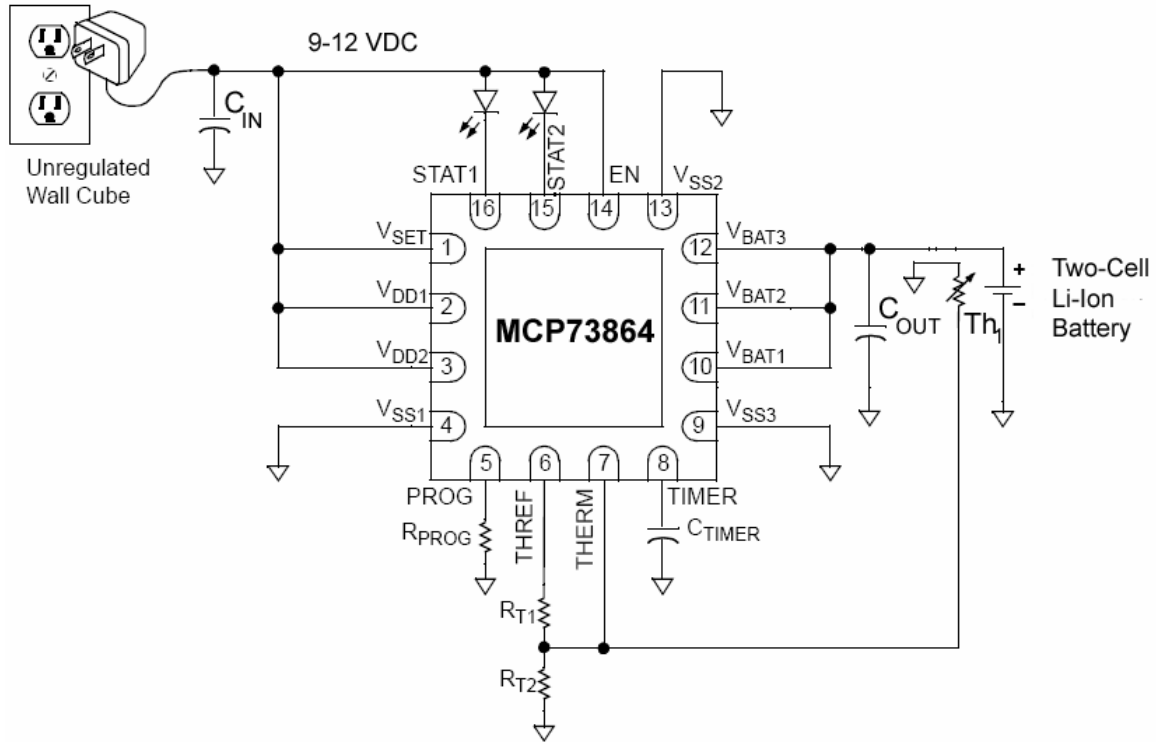 9-12 VDC
CIN
Unregulated
Wall Cube
STAT1
STAT2
EN
VSS2
16
15
14
13
VSET
1
12
VBAT3
VDD1
2
11
VBAT2
VDD2
3
10
VBAT1
VSS1
4
9
VSS3
MCP73864
COUT
Th1
+
–
Two-Cell
Li-Ion
Battery
5
6
7
8
PROG
THREF
THERM
TIMER
RPROG
CTIMER
RT1
RT2